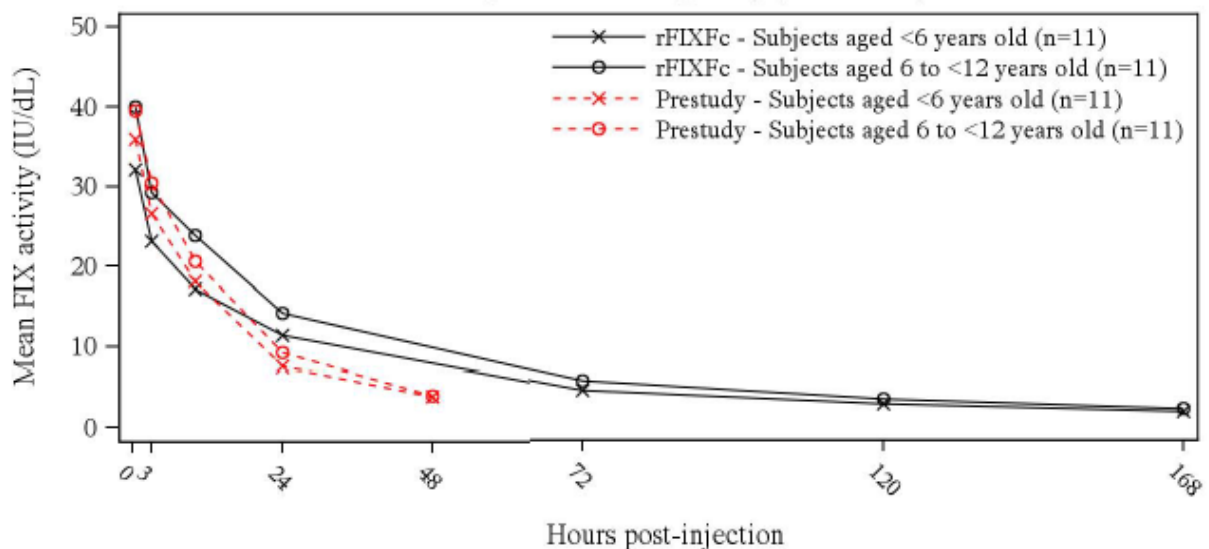 50
40
30
20
10
0
Mean FIX activity (IU/dL)
rFIXFc - Subjects aged <6 years old (n=11)
rFIXFc - Subjects aged 6 to <12 years old (n=11)
Prestudy - Subjects aged <6 years old (n=11)
Prestudy - Subjects aged 6 to <12 years old (n=11)
0 3 24 48 72 120 168
Hours post-injection